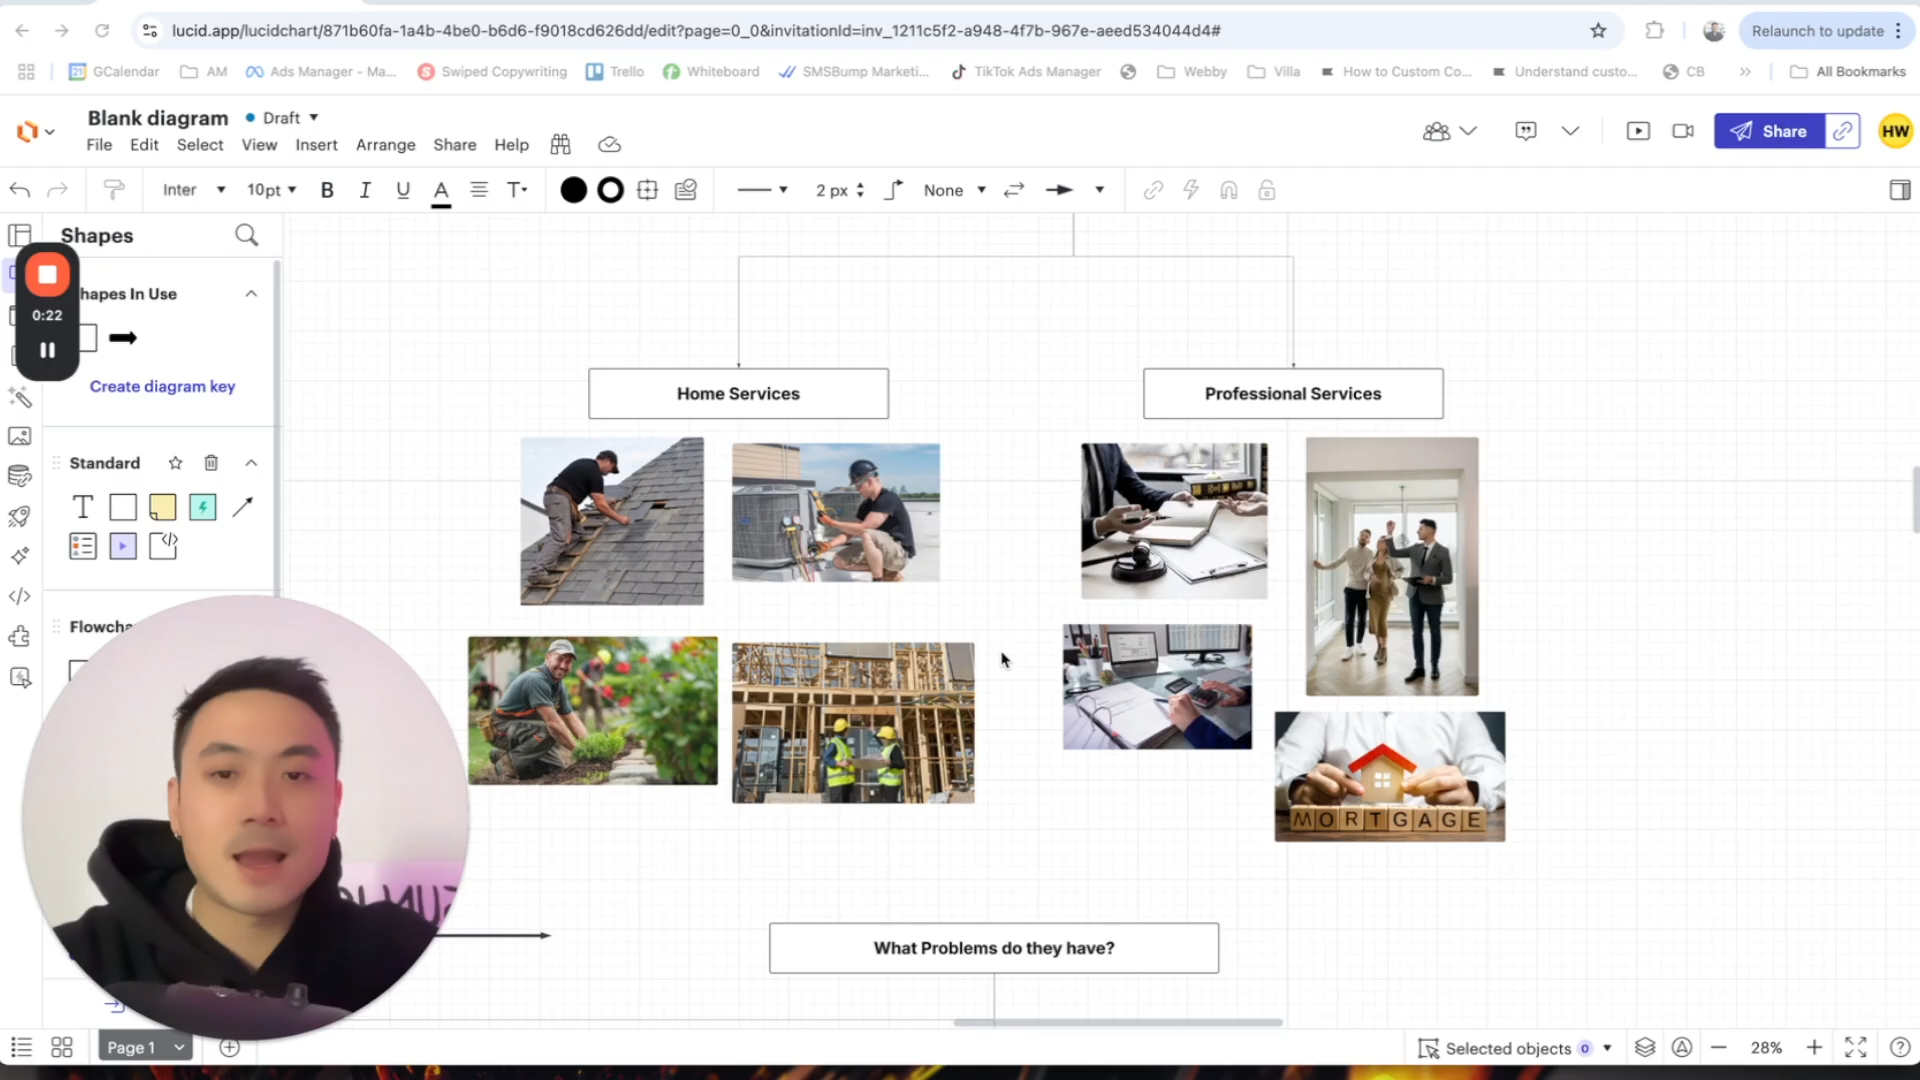 lucid.app/lucidchart/871b60fa-1a4b-4be0-b6d6-f9018cd626dd/edit?page=0_0&invitationId=inv_1211c5f2-a948-4f7b-967e-aeed534044d4#
Relaunch to update
GCalendar
AM
Ads Manager - Ma...
Swiped Copywriting
Trello
Whiteboard
SMSBump Marketi...
TikTok Ads Manager
Webby
Villa
How to Custom Co...
Understand custo...
CB
All Bookmarks
Blank diagram
Draft
File
Edit
Select
View
Insert
Arrange
Share
Help
Share
HW
Inter
10pt
B
I
U
A
T
2 px
None
Shapes
hapes In Use
0:22
Create diagram key
Standard
T
Flowcha
Home Services
Professional Services
MORTGAGE
What Problems do they have?
Page 1
Selected objects 0
28%